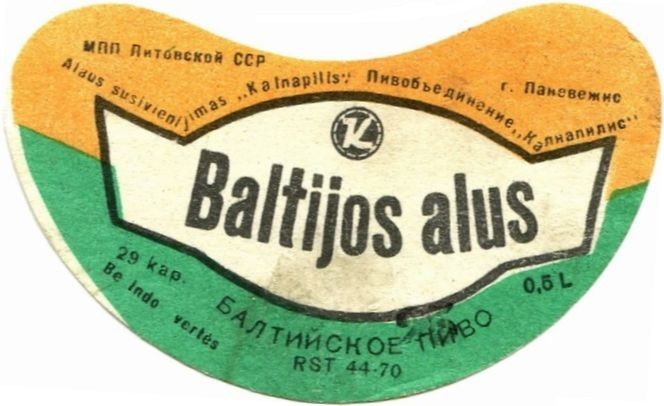 МПП Литовской ССР
г. Паневежис
Alaus susivienijimas „Kalnapilis“ Пивобъединение „Калнапилис“
K
Baltijos alus
29 kap.
Be indo vertės
0,5 L
БАЛТИЙСКОЕ ПИВО
RST 44-70